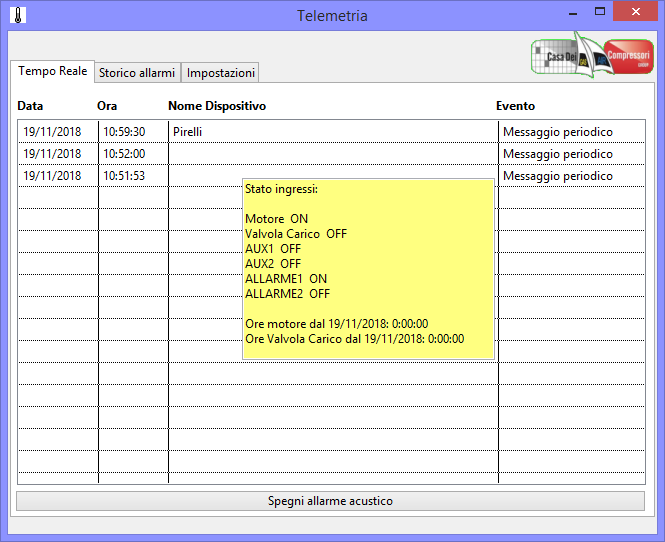 Telemetria
Casa Dei
Compressori
Tempo Reale
Storico allarmi
Impostazioni
Data Ora Nome Dispositivo Evento
19/11/2018 10:59:30 Pirelli Messaggio periodico
19/11/2018 10:52:00 Messaggio periodico
19/11/2018 10:51:53 Messaggio periodico
Stato ingressi:
Motore ON
Valvola Carico OFF
AUX1 OFF
AUX2 OFF
ALLARME1 ON
ALLARME2 OFF
Ore motore dal 19/11/2018: 0:00:00
Ore Valvola Carico dal 19/11/2018: 0:00:00
Spegni allarme acustico